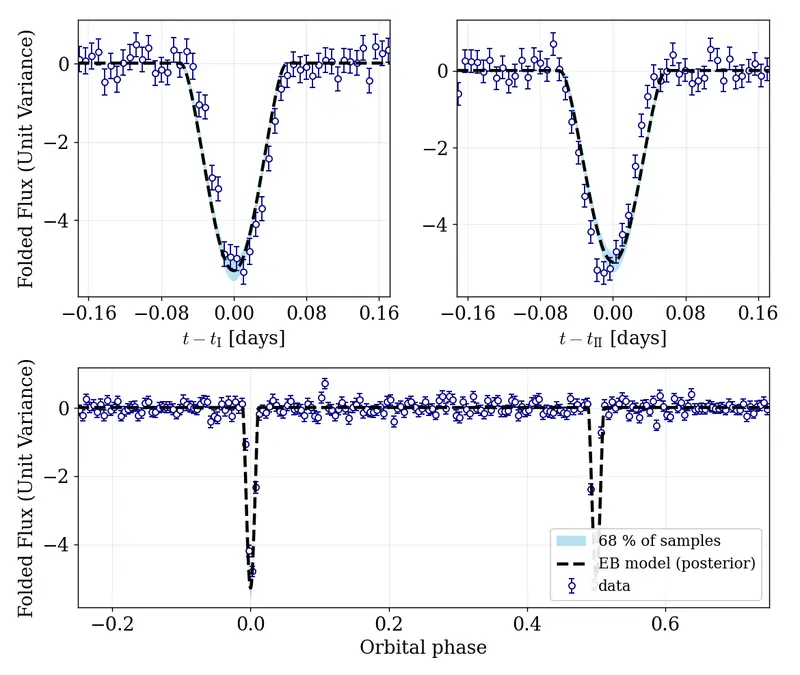 Folded Flux (Unit Variance)
0
−2
−4
−0.16 −0.08 0.00 0.08 0.16
t − tI [days]
0
−2
−4
−0.16 −0.08 0.00 0.08 0.16
t − tII [days]
Folded Flux (Unit Variance)
0
−2
−4
−0.2 0.0 0.2 0.4 0.6
Orbital phase
68 % of samples
EB model (posterior)
data